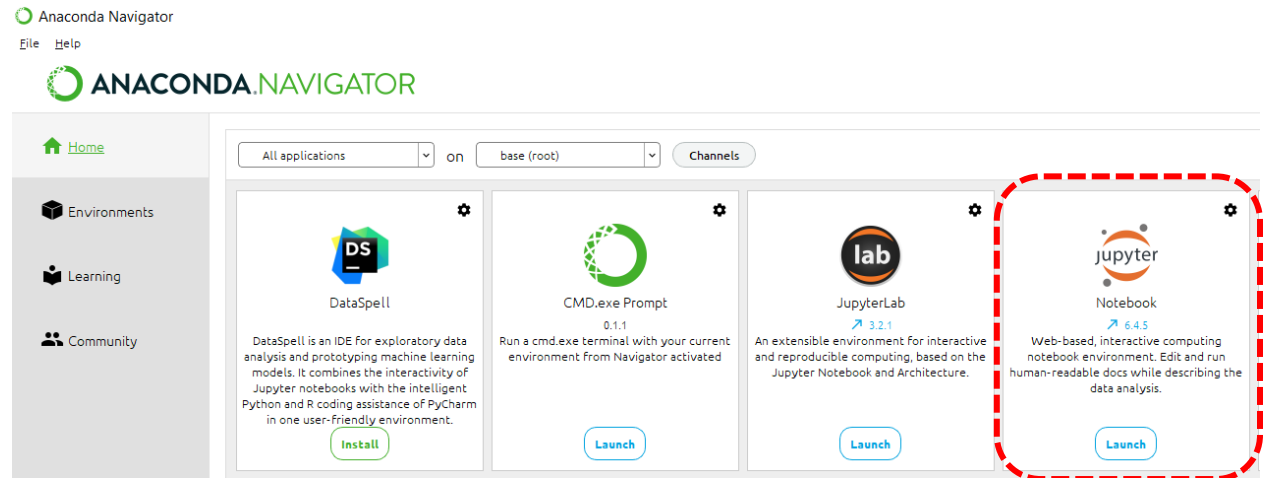 Anaconda Navigator
File Help
ANACONDA.NAVIGATOR
Home
Environments
Learning
Community
All applications on base (root) Channels
DS
DataSpell
DataSpell is an IDE for exploratory data
analysis and prototyping machine learning
models. It combines the interactivity of
Jupyter notebooks with the intelligent
Python and R coding assistance of PyCharm
in one user-friendly environment.
Install
CMD.exe Prompt
0.1.1
Run a cmd.exe terminal with your current
environment from Navigator activated
Launch
lab
JupyterLab
3.2.1
An extensible environment for interactive
and reproducible computing, based on the
Jupyter Notebook and Architecture.
Launch
jupyter
Notebook
6.4.5
Web-based, interactive computing
notebook environment. Edit and run
human-readable docs while describing the
data analysis.
Launch